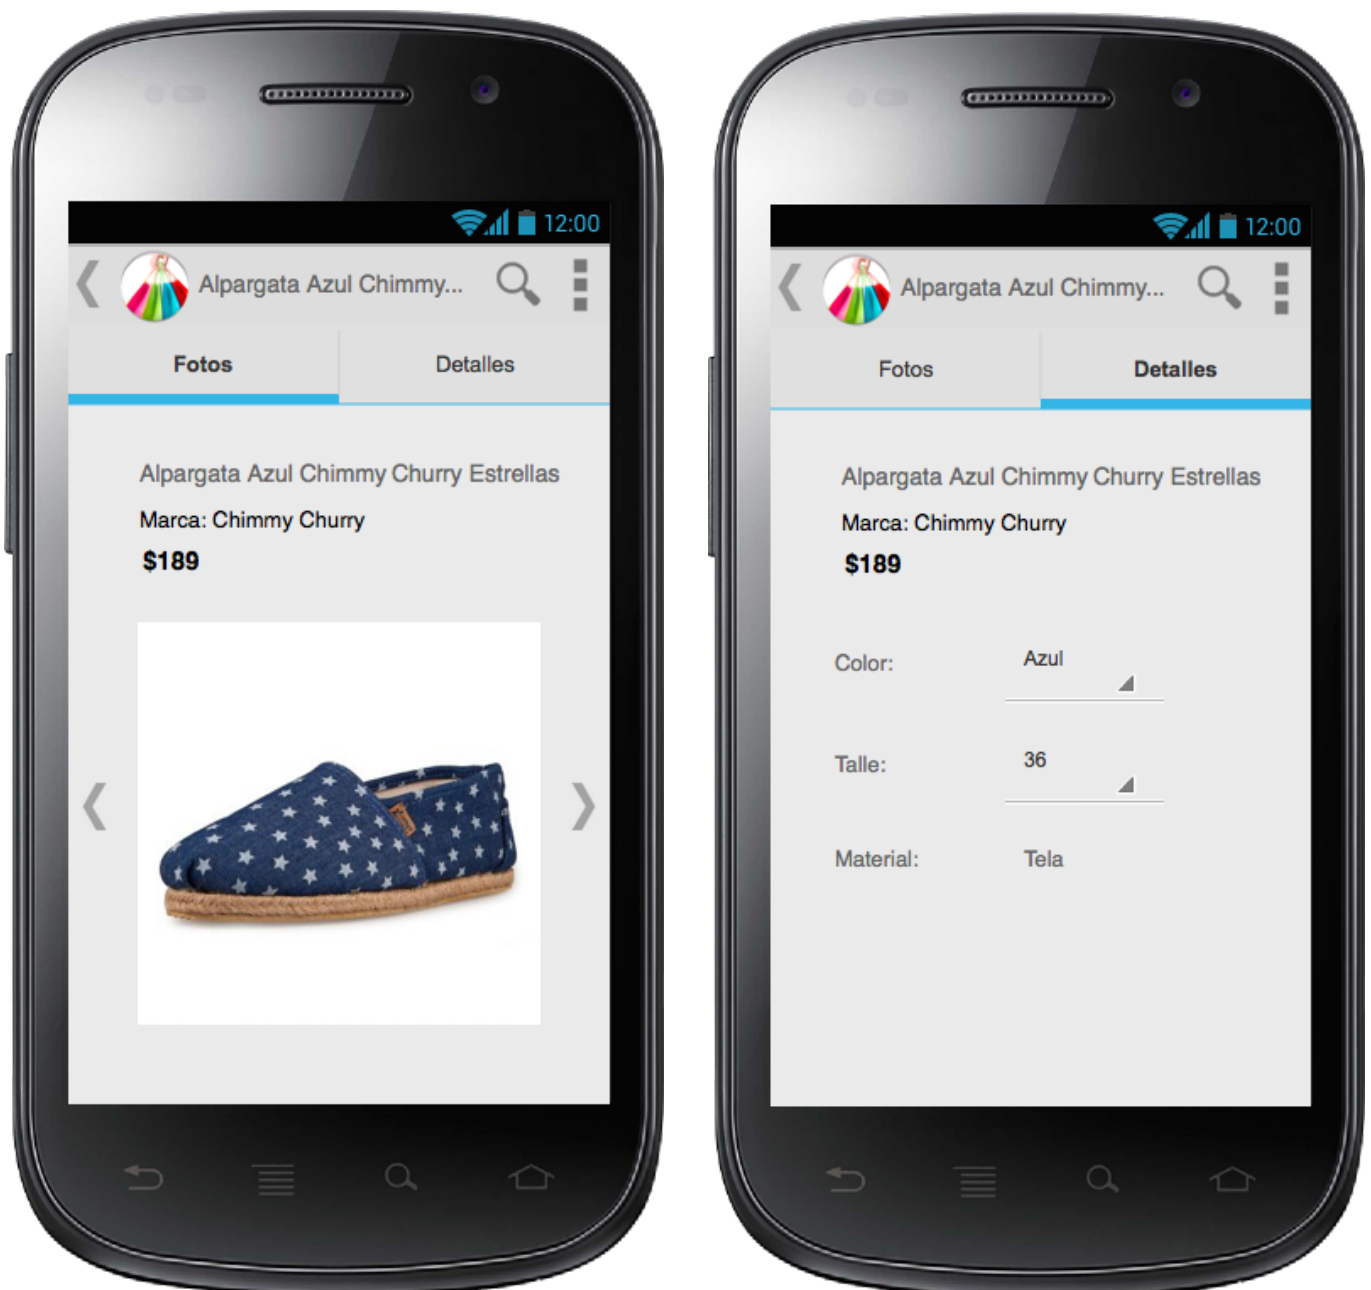 12:00
Alpargata Azul Chimmy...
Fotos Detalles
Alpargata Azul Chimmy Churry Estrellas
Marca: Chimmy Churry
$189
12:00
Alpargata Azul Chimmy...
Fotos Detalles
Alpargata Azul Chimmy Churry Estrellas
Marca: Chimmy Churry
$189
Color: Azul
Talle: 36
Material: Tela